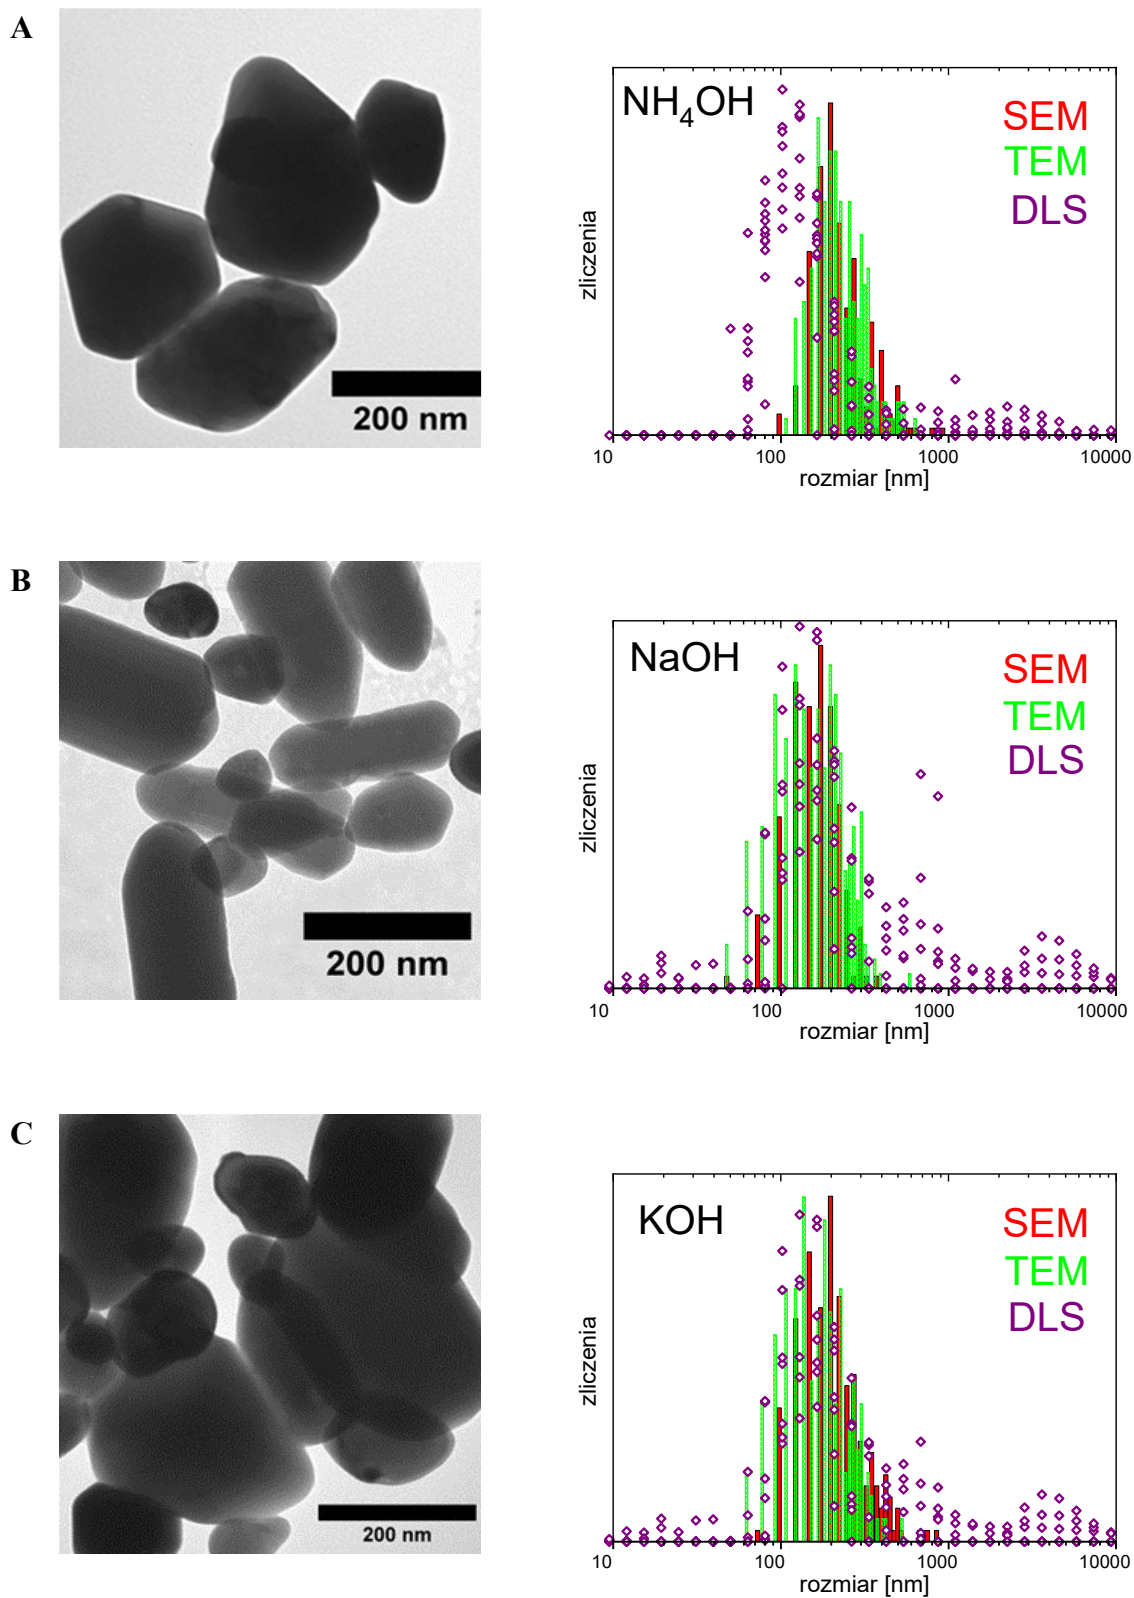 A
200 nm
NH4OH
SEM
TEM
DLS
zliczenia
10 100 1000 10000
rozmiar [nm]
B
200 nm
NaOH
SEM
TEM
DLS
zliczenia
10 100 1000 10000
rozmiar [nm]
C
200 nm
KOH
SEM
TEM
DLS
zliczenia
10 100 1000 10000
rozmiar [nm]